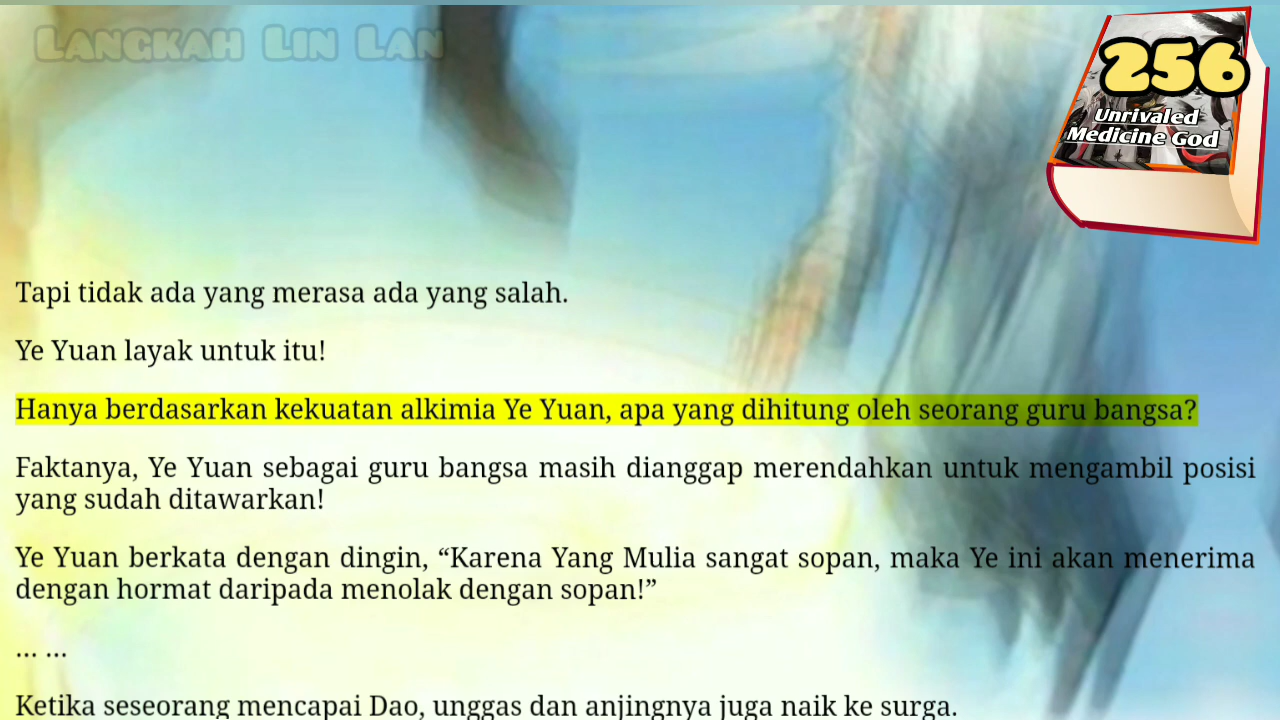 Langkah Lin Lan
256
Unrivaled
Medicine God
Tapi tidak ada yang merasa ada yang salah.
Ye Yuan layak untuk itu!
Hanya berdasarkan kekuatan alkimia Ye Yuan, apa yang dihitung oleh seorang guru bangsa?
Faktanya, Ye Yuan sebagai guru bangsa masih dianggap merendahkan untuk mengambil posisi
yang sudah ditawarkan!
Ye Yuan berkata dengan dingin, “Karena Yang Mulia sangat sopan, maka Ye ini akan menerima
dengan hormat daripada menolak dengan sopan!”
... ...
Ketika seseorang mencapai Dao, unggas dan anjingnya juga naik ke surga.